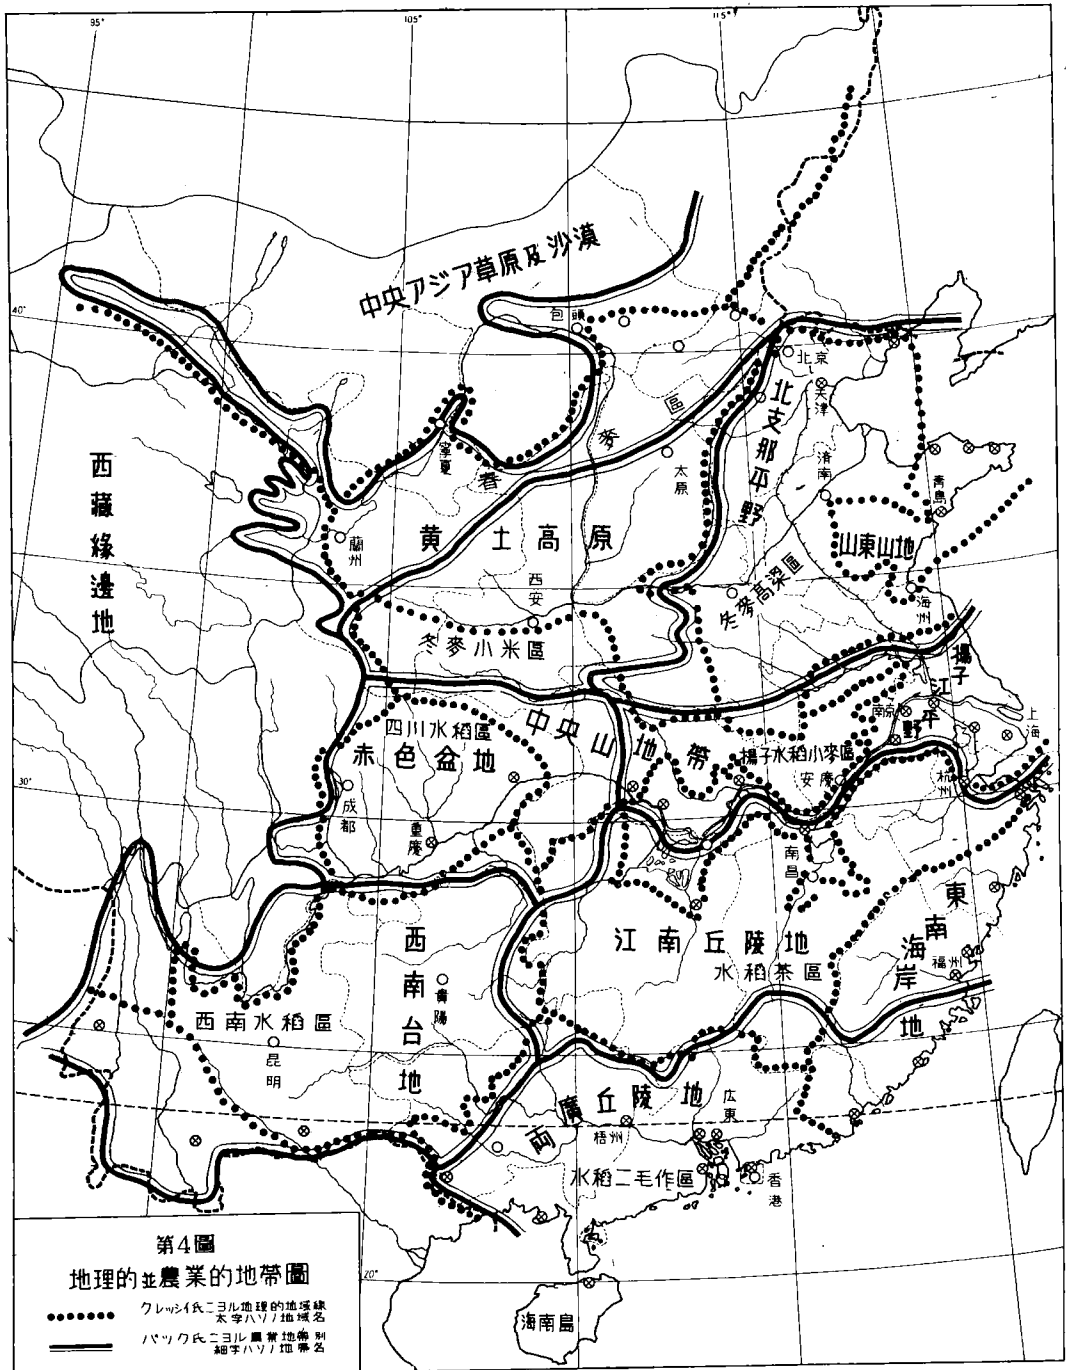 95°
105°
115°
40°
30°
20°
中央アジア草原及沙漠
包頭
北京
天津
北支那平野
春麥區
寧夏
太原
済南
青島
山東山地
西藏緣邊地
蘭州
黄土高原
西安
冬麥高梁區
海州
冬麥小米區
揚子江平野
四川水稻區
赤色盆地
中央山地帶
南京
上海
揚子水稻小麥區
安慶
杭州
成都
重慶
南昌
江南丘陵地
水稻茶區
東南海岸地
福州
西南台地
貴陽
西南水稻區
昆明
両廣丘陵地
広東
梧州
水稻二毛作區
香港
海南島
第4圖
地理的並農業的地帶圖
クレッシイ氏ニヨル地理的地域線
太字ハソノ地域名
バック氏ニヨル農業地帶別
細字ハソノ地帶名